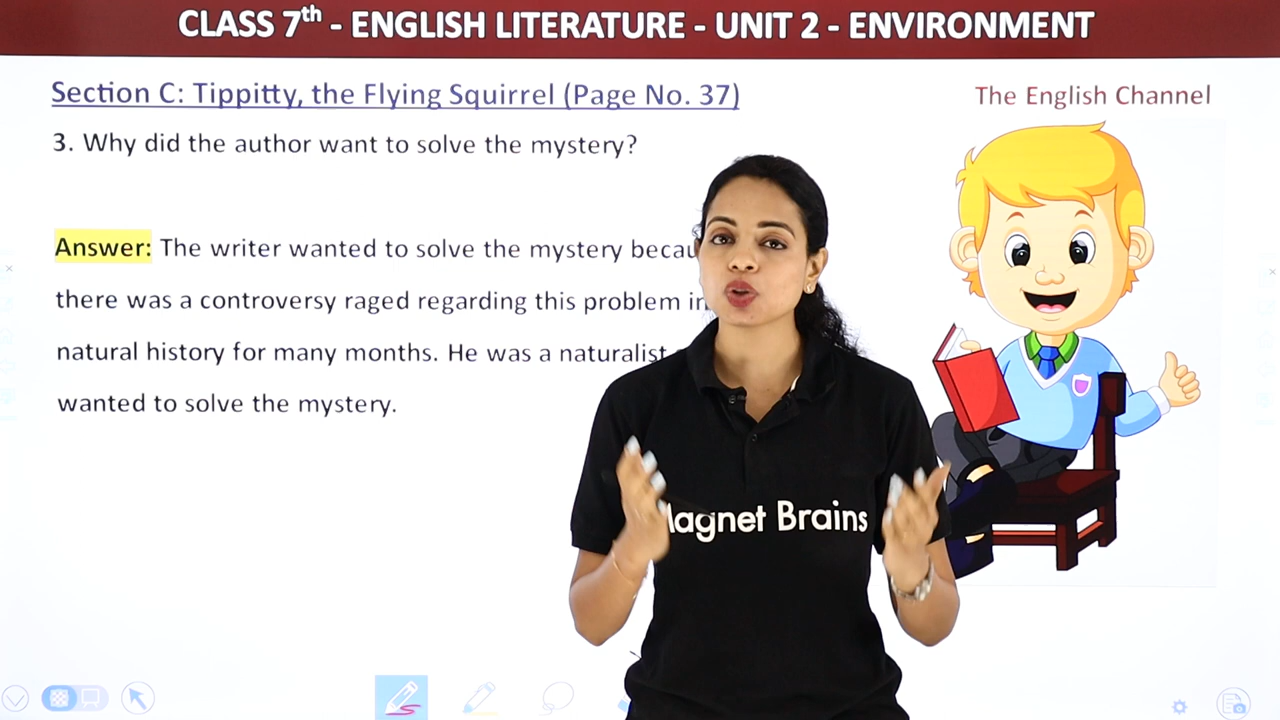 CLASS 7th - ENGLISH LITERATURE - UNIT 2 - ENVIRONMENT
Section C: Tippitty, the Flying Squirrel (Page No. 37)
The English Channel
3. Why did the author want to solve the mystery?
Answer: The writer wanted to solve the mystery
there was a controversy raged regarding this problem
natural history for many months. He was a naturalist
wanted to solve the mystery.
Magnet Brains